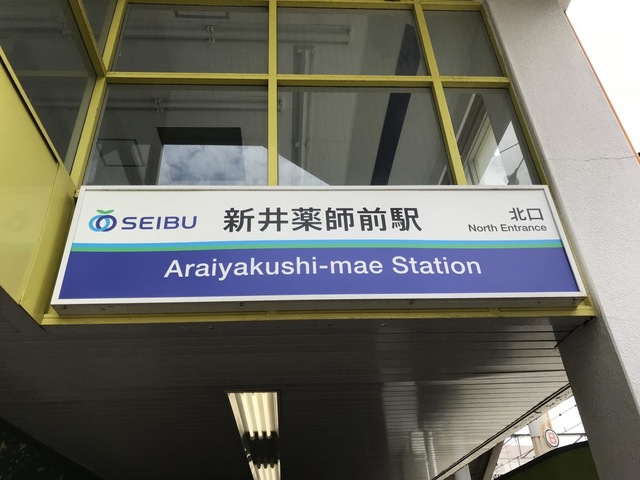 SEIBU 新井薬師前駅 北口
North Entrance
Araiyakushi-mae Station